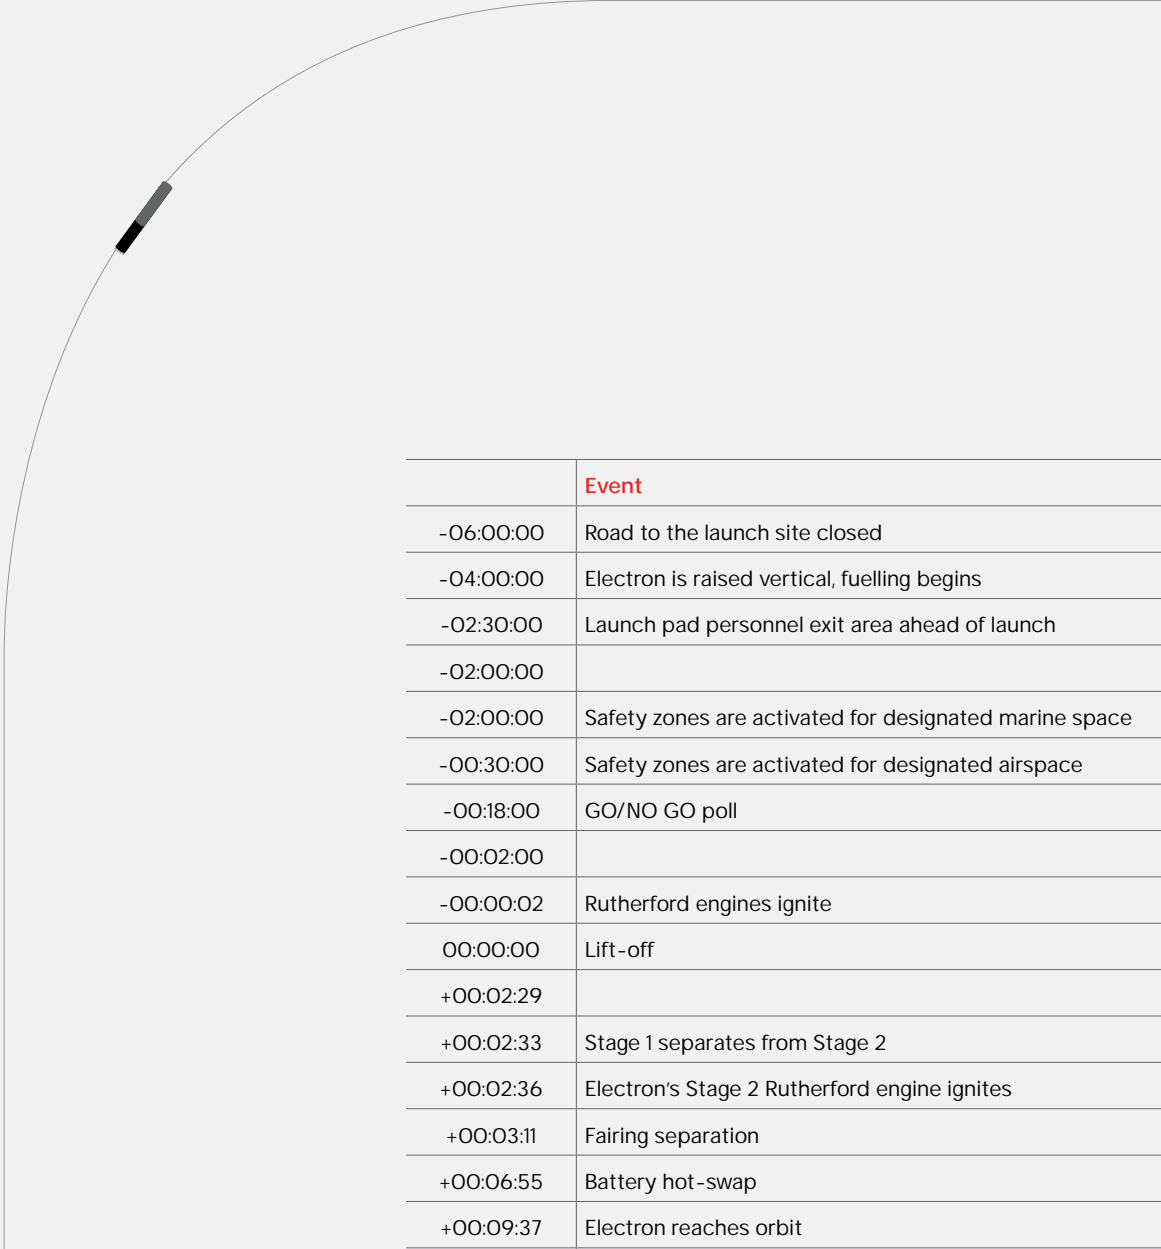 Event
-06:00:00 Road to the launch site closed
-04:00:00 Electron is raised vertical, fuelling begins
-02:30:00 Launch pad personnel exit area ahead of launch
-02:00:00
-02:00:00 Safety zones are activated for designated marine space
-00:30:00 Safety zones are activated for designated airspace
-00:18:00 GO/NO GO poll
-00:02:00
-00:00:02 Rutherford engines ignite
00:00:00 Lift-off
+00:02:29
+00:02:33 Stage 1 separates from Stage 2
+00:02:36 Electron's Stage 2 Rutherford engine ignites
+00:03:11 Fairing separation
+00:06:55 Battery hot-swap
+00:09:37 Electron reaches orbit